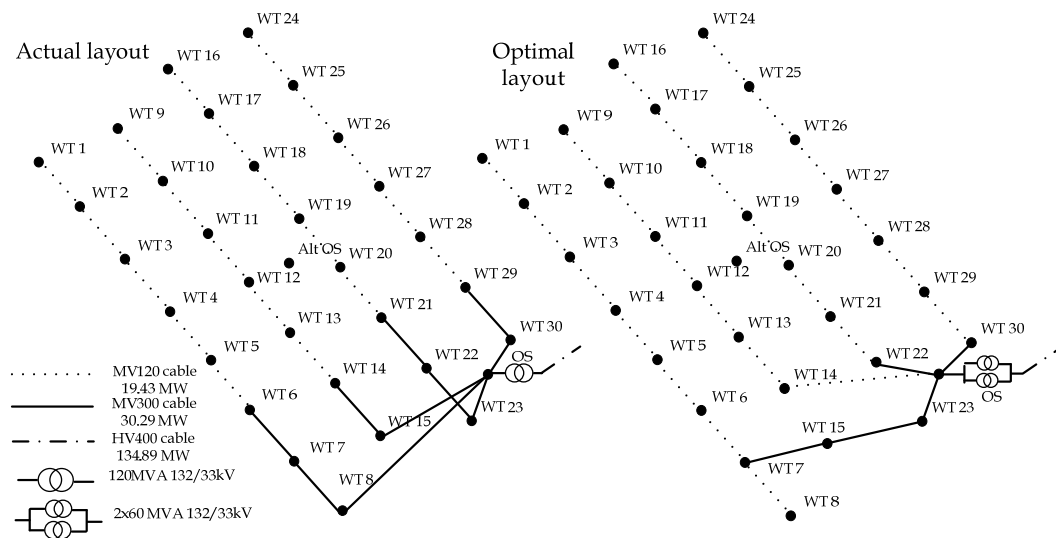 Actual layout
WT 24
WT 16
WT 25
WT 9
WT 17
WT 26
WT 1
WT 10
WT 18
WT 27
WT 2
WT 11
WT 19
WT 28
WT 3
Alt OS
WT 20
WT 12
WT 29
WT 4
WT 21
WT 13
WT 30
WT 5
WT 22
OS
WT 14
WT 6
WT 23
WT 15
WT 7
WT 8
MV120 cable
19.43 MW
MV300 cable
30.29 MW
HV400 cable
134.89 MW
120MVA 132/33kV
2x60 MVA 132/33kV
Optimal
layout
WT 24
WT 16
WT 25
WT 9
WT 17
WT 26
WT 1
WT 10
WT 18
WT 27
WT 2
WT 11
WT 19
WT 28
WT 3
Alt OS
WT 20
WT 12
WT 29
WT 4
WT 21
WT 13
WT 30
WT 5
WT 22
WT 14
OS
WT 6
WT 23
WT 15
WT 7
WT 8